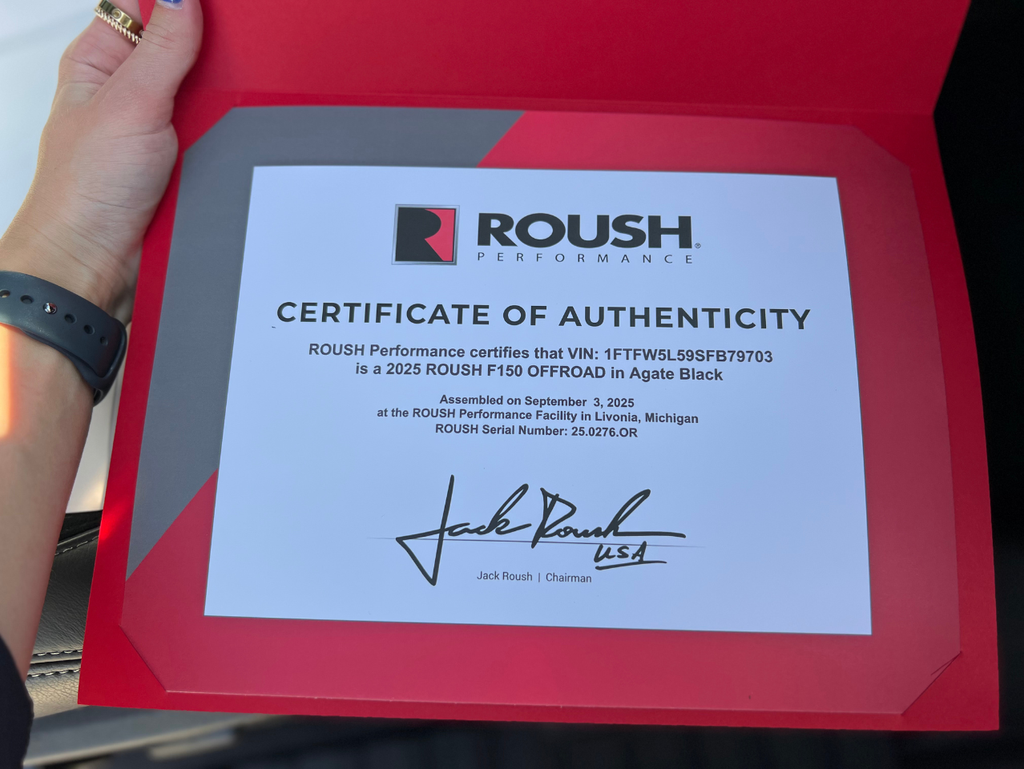 R ROUSH®
PERFORMANCE
CERTIFICATE OF AUTHENTICITY
ROUSH Performance certifies that VIN: 1FTFW5L59SFB79703
is a 2025 ROUSH F150 OFFROAD in Agate Black
Assembled on September 3, 2025
at the ROUSH Performance Facility in Livonia, Michigan
ROUSH Serial Number: 25.0276.OR
Jack Roush
USA
Jack Roush | Chairman